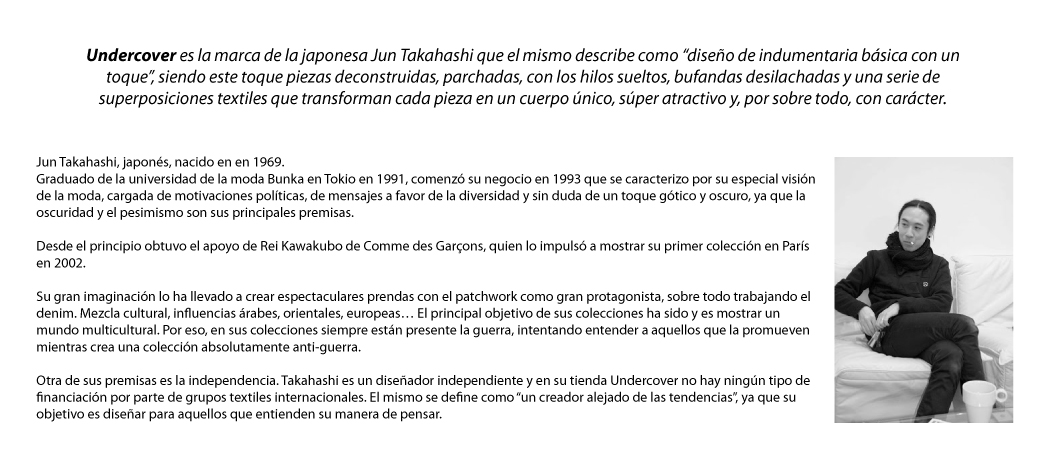 Undercover es la marca de la japonesa Jun Takahashi que el mismo describe como “diseño de indumentaria básica con un
toque”, siendo este toque piezas deconstruidas, parchadas, con los hilos sueltos, bufandas desilachadas y una serie de
superposiciones textiles que transforman cada pieza en un cuerpo único, súper atractivo y, por sobre todo, con carácter.
Jun Takahashi, japonés, nacido en en 1969.
Graduado de la universidad de la moda Bunka en Tokio en 1991, comenzó su negocio en 1993 que se caracterizo por su especial visión
de la moda, cargada de motivaciones políticas, de mensajes a favor de la diversidad y sin duda de un toque gótico y oscuro, ya que la
oscuridad y el pesimismo son sus principales premisas.
Desde el principio obtuvo el apoyo de Rei Kawakubo de Comme des Garçons, quien lo impulsó a mostrar su primer colección en París
en 2002.
Su gran imaginación lo ha llevado a crear espectaculares prendas con el patchwork como gran protagonista, sobre todo trabajando el
denim. Mezcla cultural, influencias árabes, orientales, europeas… El principal objetivo de sus colecciones ha sido y es mostrar un
mundo multicultural. Por eso, en sus colecciones siempre están presente la guerra, intentando entender a aquellos que la promueven
mientras crea una colección absolutamente anti-guerra.
Otra de sus premisas es la independencia. Takahashi es un diseñador independiente y en su tienda Undercover no hay ningún tipo de
financiación por parte de grupos textiles internacionales. El mismo se define como “un creador alejado de las tendencias”, ya que su
objetivo es diseñar para aquellos que entienden su manera de pensar.